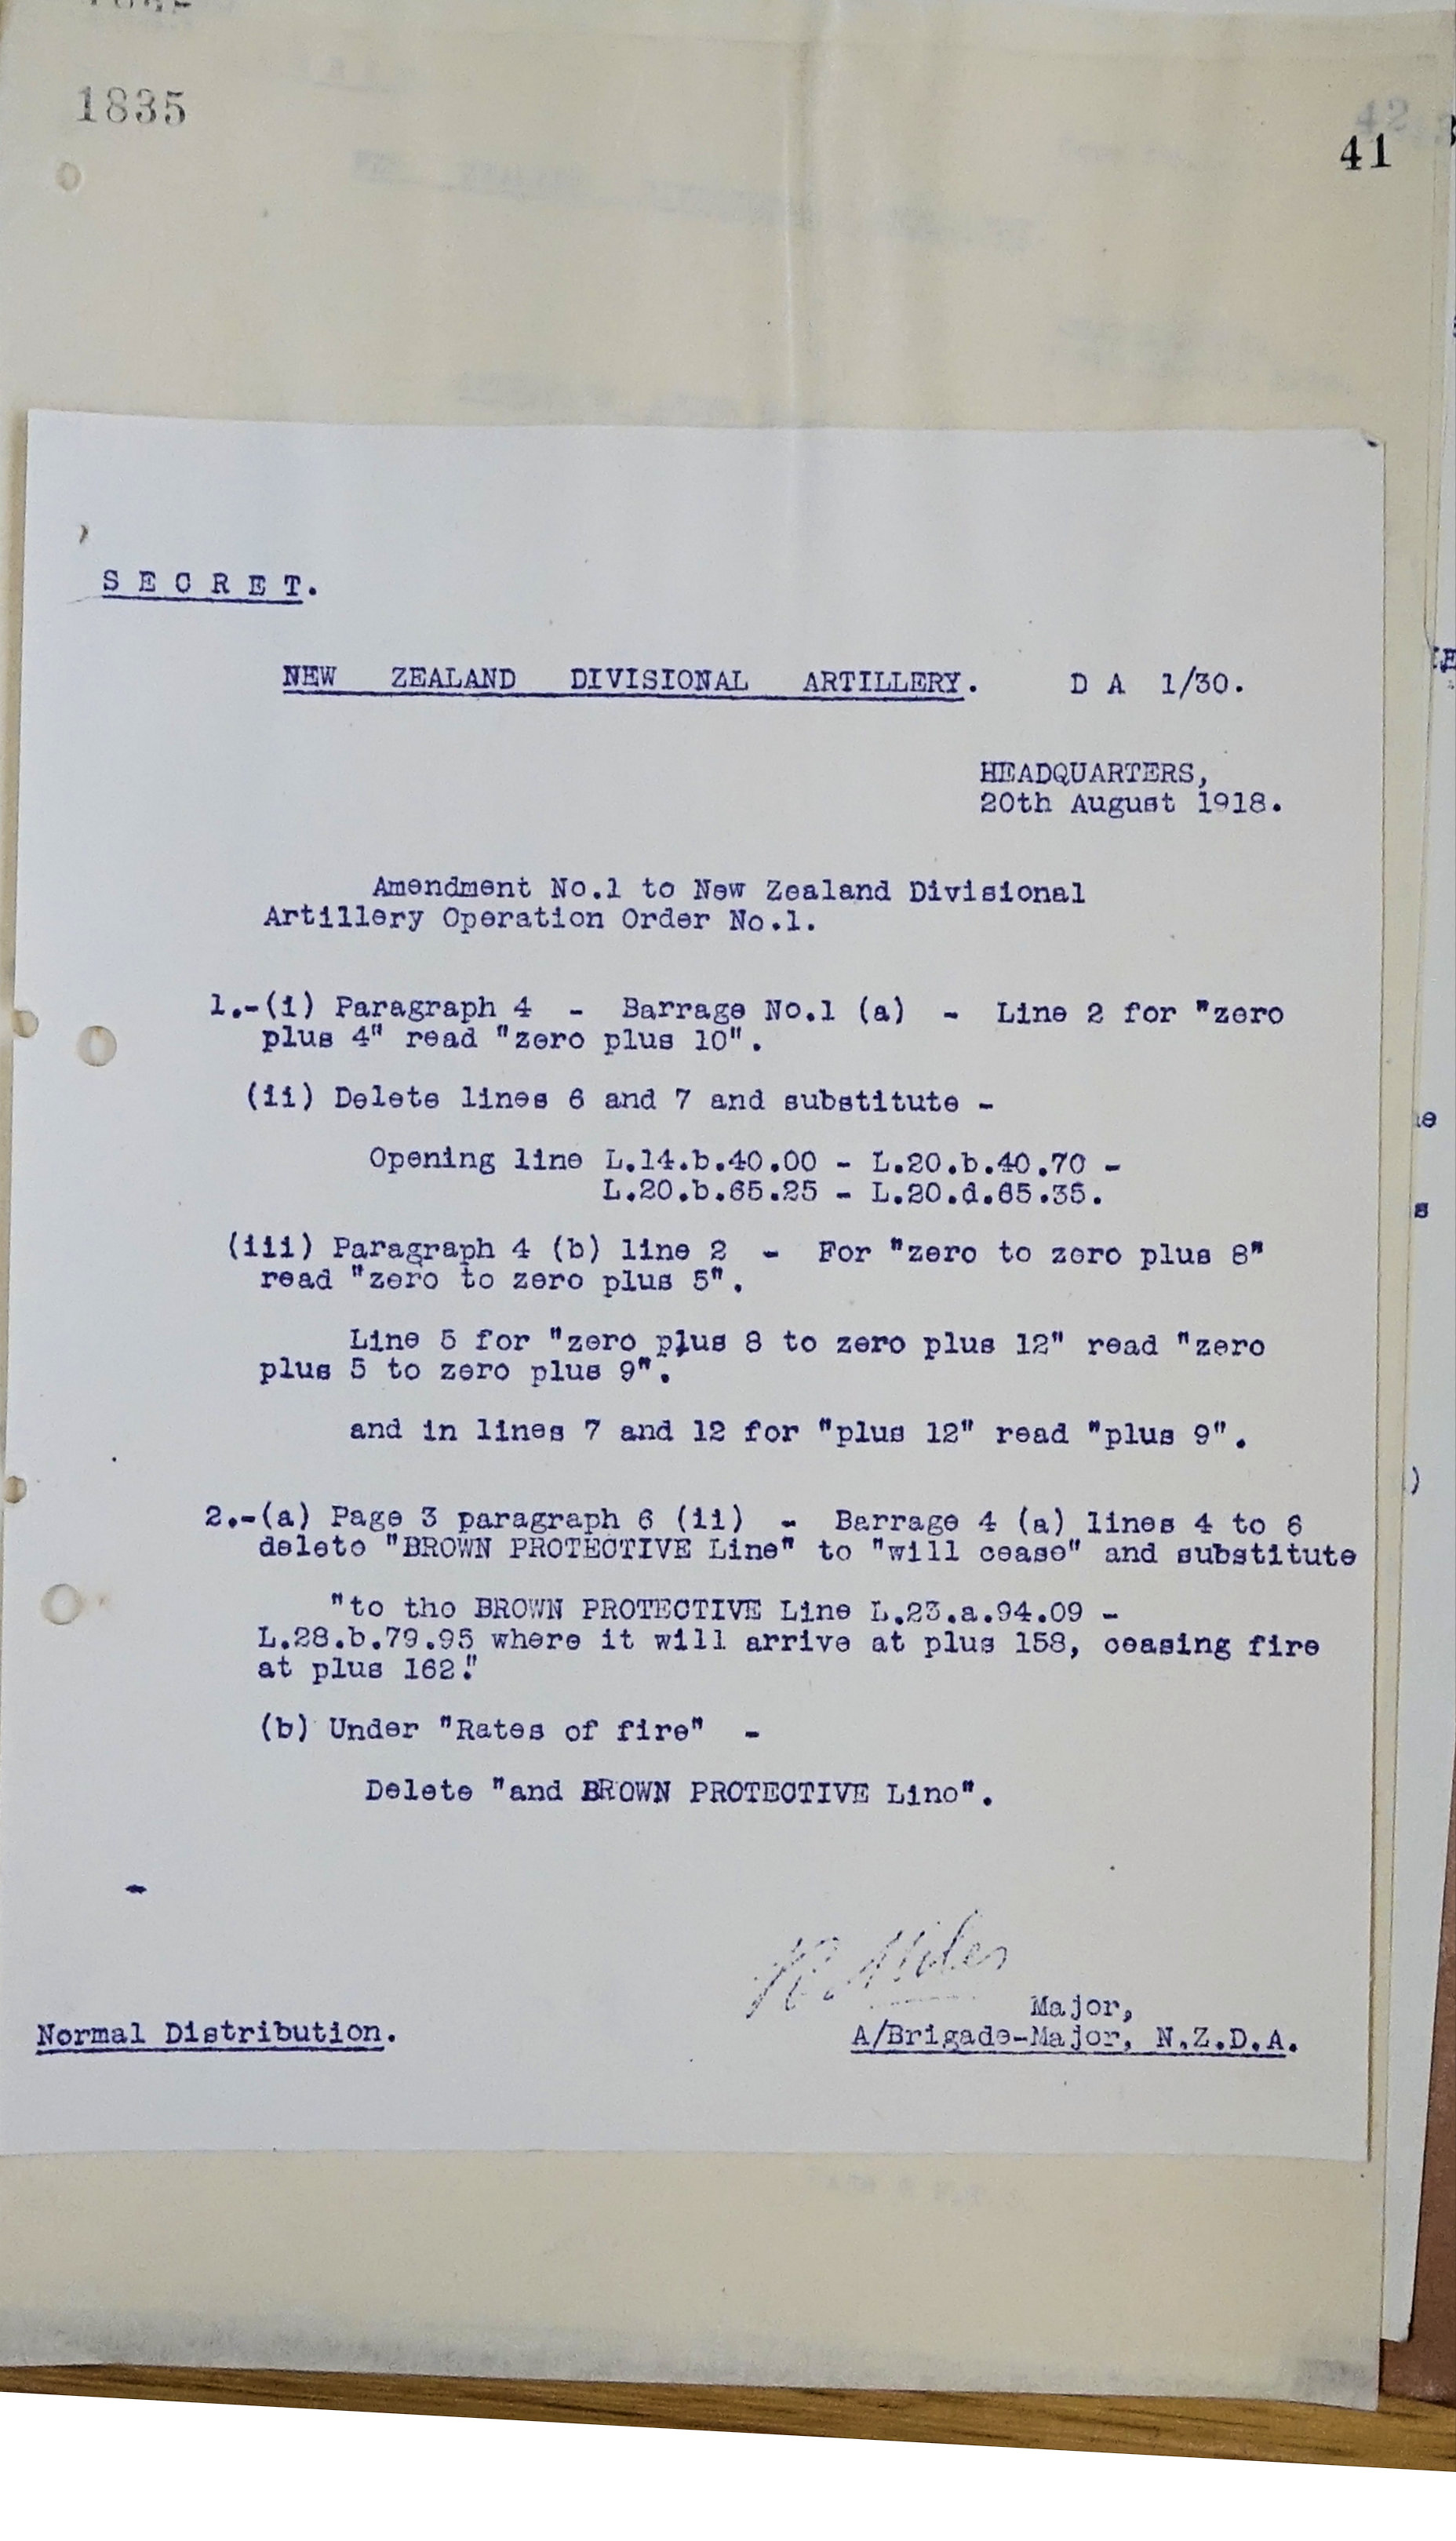 1835
41
S E C R E T.
NEW ZEALAND DIVISIONAL ARTILLERY. D A 1/30.
HEADQUARTERS,
20th August 1918.
Amendment No.1 to New Zealand Divisional
Artillery Operation Order No.1.
1.-(i) Paragraph 4 - Barrage No.1 (a) - Line 2 for "zero
plus 4" read "zero plus 10".
(ii) Delete lines 6 and 7 and substitute -
Opening line L.14.b.40.00 - L.20.b.40.70 -
L.20.b.65.25 - L.20.d.65.35.
(iii) Paragraph 4 (b) line 2 - For "zero to zero plus 8"
read "zero to zero plus 5".
Line 5 for "zero plus 8 to zero plus 12" read "zero
plus 5 to zero plus 9".
and in lines 7 and 12 for "plus 12" read "plus 9".
2.-(a) Page 3 paragraph 6 (ii) - Barrage 4 (a) lines 4 to 6
delete "BROWN PROTECTIVE Line" to "will cease" and substitute
"to the BROWN PROTECTIVE Line L.23.a.94.09 -
L.28.b.79.95 where it will arrive at plus 158, ceasing fire
at plus 162."
(b) Under "Rates of fire" -
Delete "and BROWN PROTECTIVE Line".
Miles
Major,
Normal Distribution. A/Brigade-Major, N.Z.D.A.